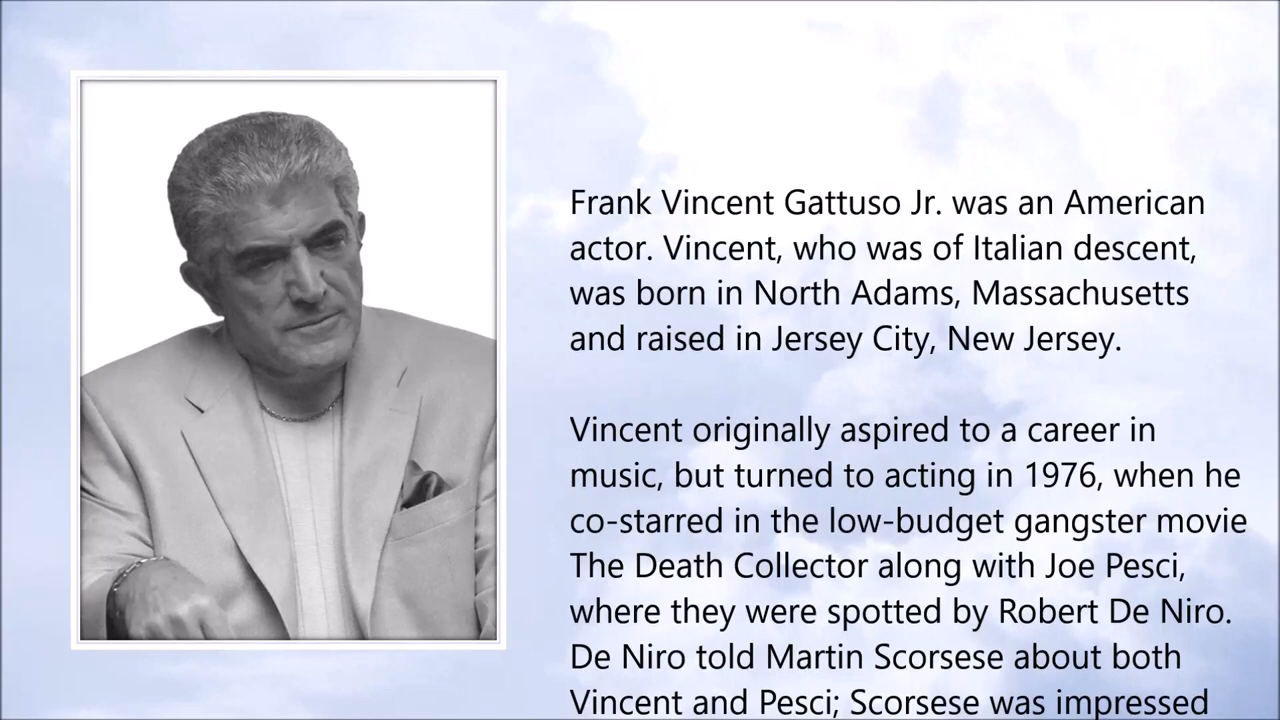 Frank Vincent Gattuso Jr. was an American
actor. Vincent, who was of Italian descent,
was born in North Adams, Massachusetts
and raised in Jersey City, New Jersey.
Vincent originally aspired to a career in
music, but turned to acting in 1976, when he
co-starred in the low-budget gangster movie
The Death Collector along with Joe Pesci,
where they were spotted by Robert De Niro.
De Niro told Martin Scorsese about both
Vincent and Pesci; Scorsese was impressed